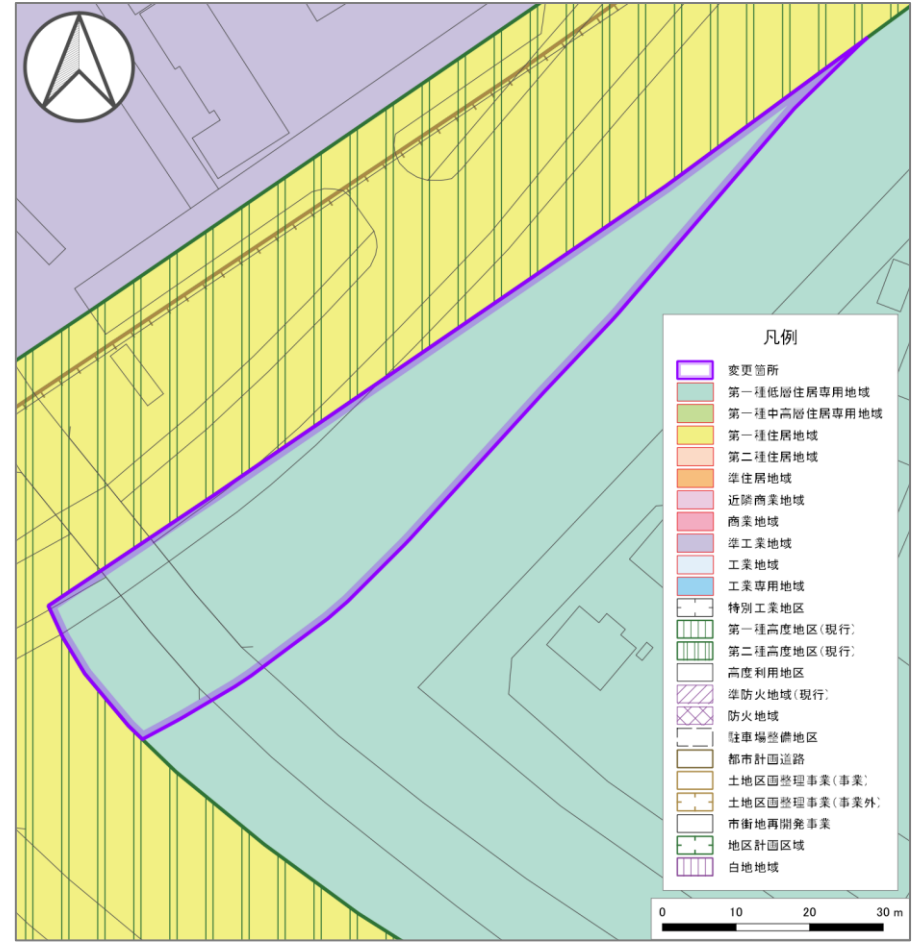 凡例
変更箇所
第一種低層住居専用地域
第一種中高層住居専用地域
第一種住居地域
第二種住居地域
準住居地域
近隣商業地域
商業地域
準工業地域
工業地域
工業専用地域
特別工業地区
第一種高度地区(現行)
第二種高度地区(現行)
高度利用地区
準防火地域(現行)
防火地域
駐車場整備地区
都市計画道路
土地区画整理事業(事業)
土地区画整理事業(事業外)
市街地再開発事業
地区計画区域
白地地域
0 10 20 30 m